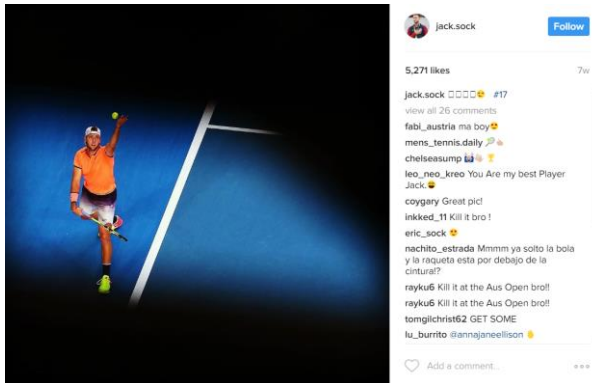 jack.sock
Follow
5,271 likes
7w
jack.sock #17
view all 26 comments
fabi_austria ma boy😍
mens_tennis.daily
chelseasump
leo_neo_kreo You Are my best Player
Jack.
coygary Great pic!
inkked_11 Kill it bro !
eric_sock 😍
nachito_estrada Mmmm ya solto la bola
y la raqueta esta por debajo de la
cintura!?
rayku6 Kill it at the Aus Open bro!!
rayku6 Kill it at the Aus Open bro!!
tomgilchrist62 GET SOME
lu_burrito @annajaneellison
Add a comment...